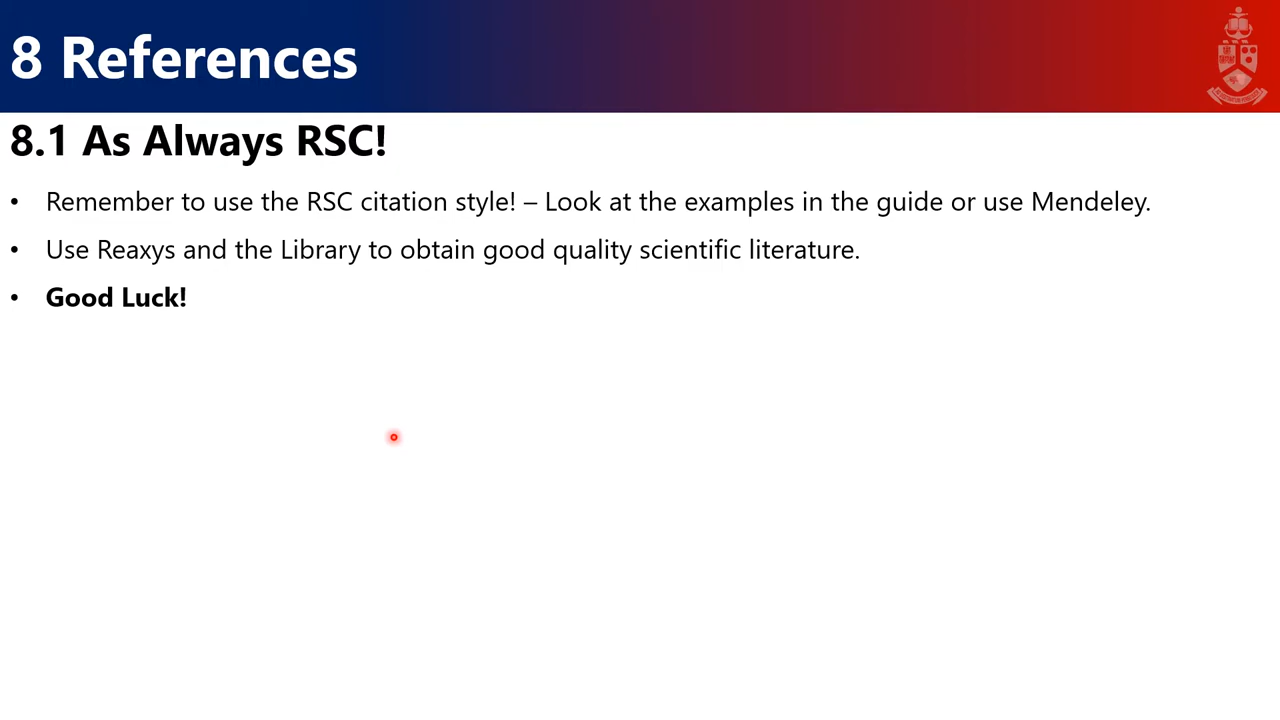 8 References
8.1 As Always RSC!
• Remember to use the RSC citation style! – Look at the examples in the guide or use Mendeley.
• Use Reaxys and the Library to obtain good quality scientific literature.
• Good Luck!